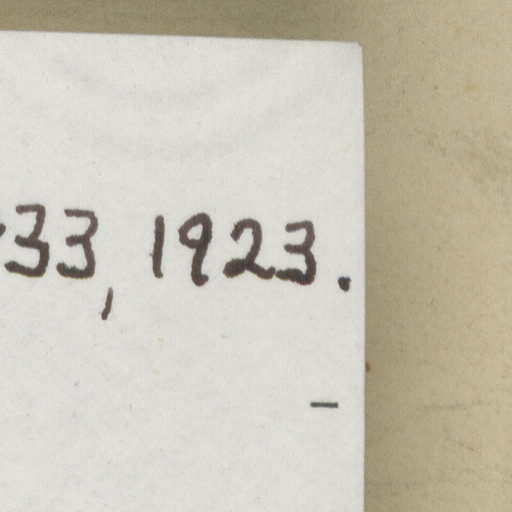 33, 1923.
–